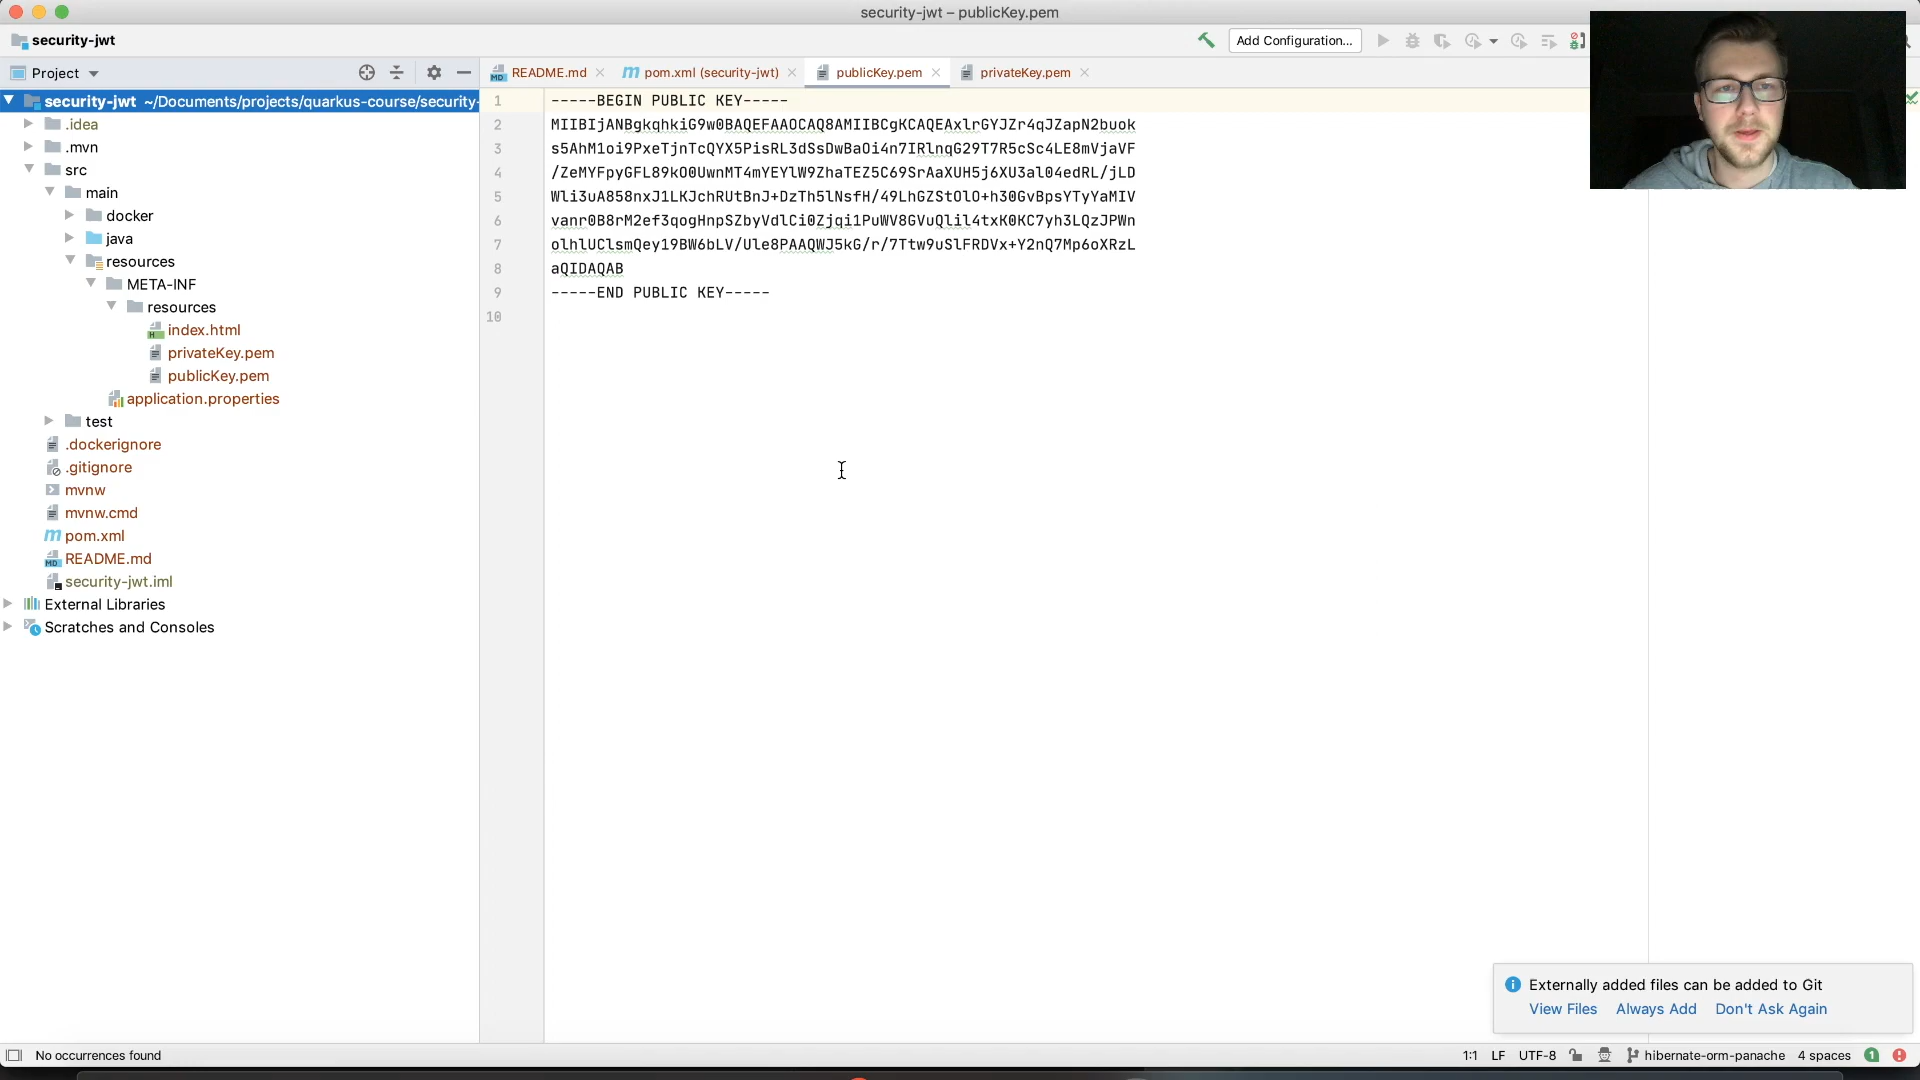 security-jwt – publicKey.pem
security-jwt
Add Configuration...
Project
README.md
pom.xml (security-jwt)
publicKey.pem
privateKey.pem
security-jwt ~/Documents/projects/quarkus-course/security-
.idea
.mvn
src
main
docker
java
resources
META-INF
resources
index.html
privateKey.pem
publicKey.pem
application.properties
test
.dockerignore
.gitignore
mvnw
mvnw.cmd
pom.xml
README.md
security-jwt.iml
External Libraries
Scratches and Consoles
1 -----BEGIN PUBLIC KEY-----
2 MIIBIjANBgkqhkiG9w0BAQEFAAOCAQ8AMIIBCgKCAQEAxlrGYJZr4qJZapN2buok
3 s5AhM1oi9PxeTjnTcQYX5PisRL3dSsDwBaOi4n7IRlnqG29T7R5cSc4LE8mVjaVF
4 /ZeMYFpyGFL89kO0UwnMT4mYEYlW9ZhaTEZ5C69SrAaXUH5j6XU3al04edRL/jLD
5 Wli3uA858nxJ1LKJchRUtBnJ+DzTh5lNsfH/49LhGZStOlO+h30GvBpsYTyYaMIV
6 vanr0B8rM2ef3qogHnpSZbyVdlCi0Zjqi1PuWV8GVuQlil4txK0KC7yh3LQzJPWn
7 olhlUClsmQey19BW6bLV/Ule8PAAQWJ5kG/r/7Ttw9uSlFRDVx+Y2nQ7Mp6oXRzL
8 aQIDAQAB
9 -----END PUBLIC KEY-----
10
Externally added files can be added to Git
View Files Always Add Don't Ask Again
No occurrences found
1:1 LF UTF-8 hibernate-orm-panache 4 spaces 1